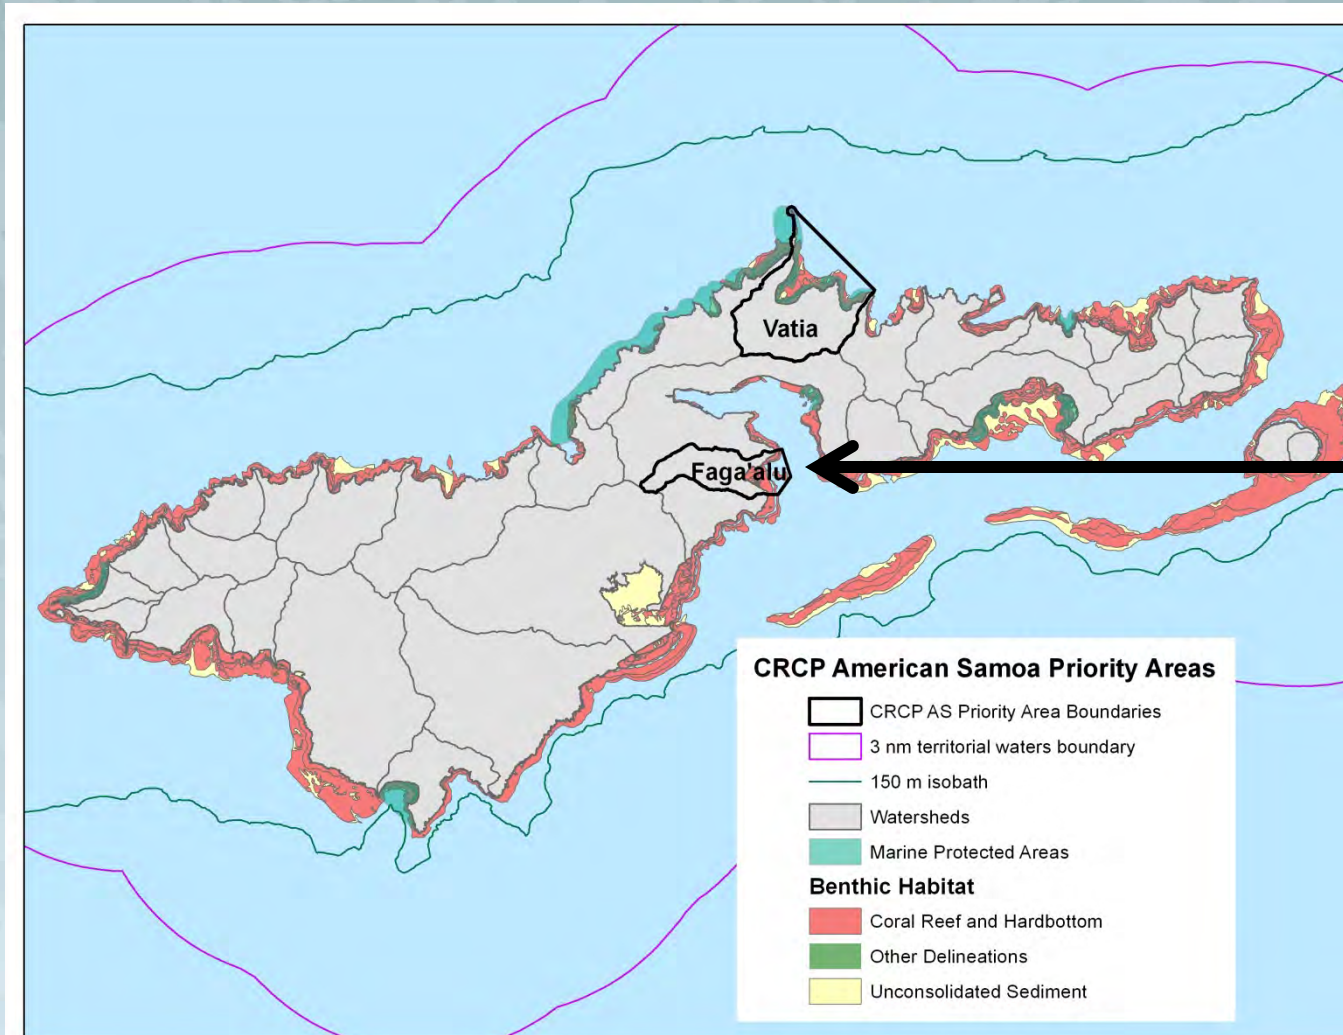 Vatia
Faga'alu
CRCP American Samoa Priority Areas
CRCP AS Priority Area Boundaries
3 nm territorial waters boundary
150 m isobath
Watersheds
Marine Protected Areas
Benthic Habitat
Coral Reef and Hardbottom
Other Delineations
Unconsolidated Sediment